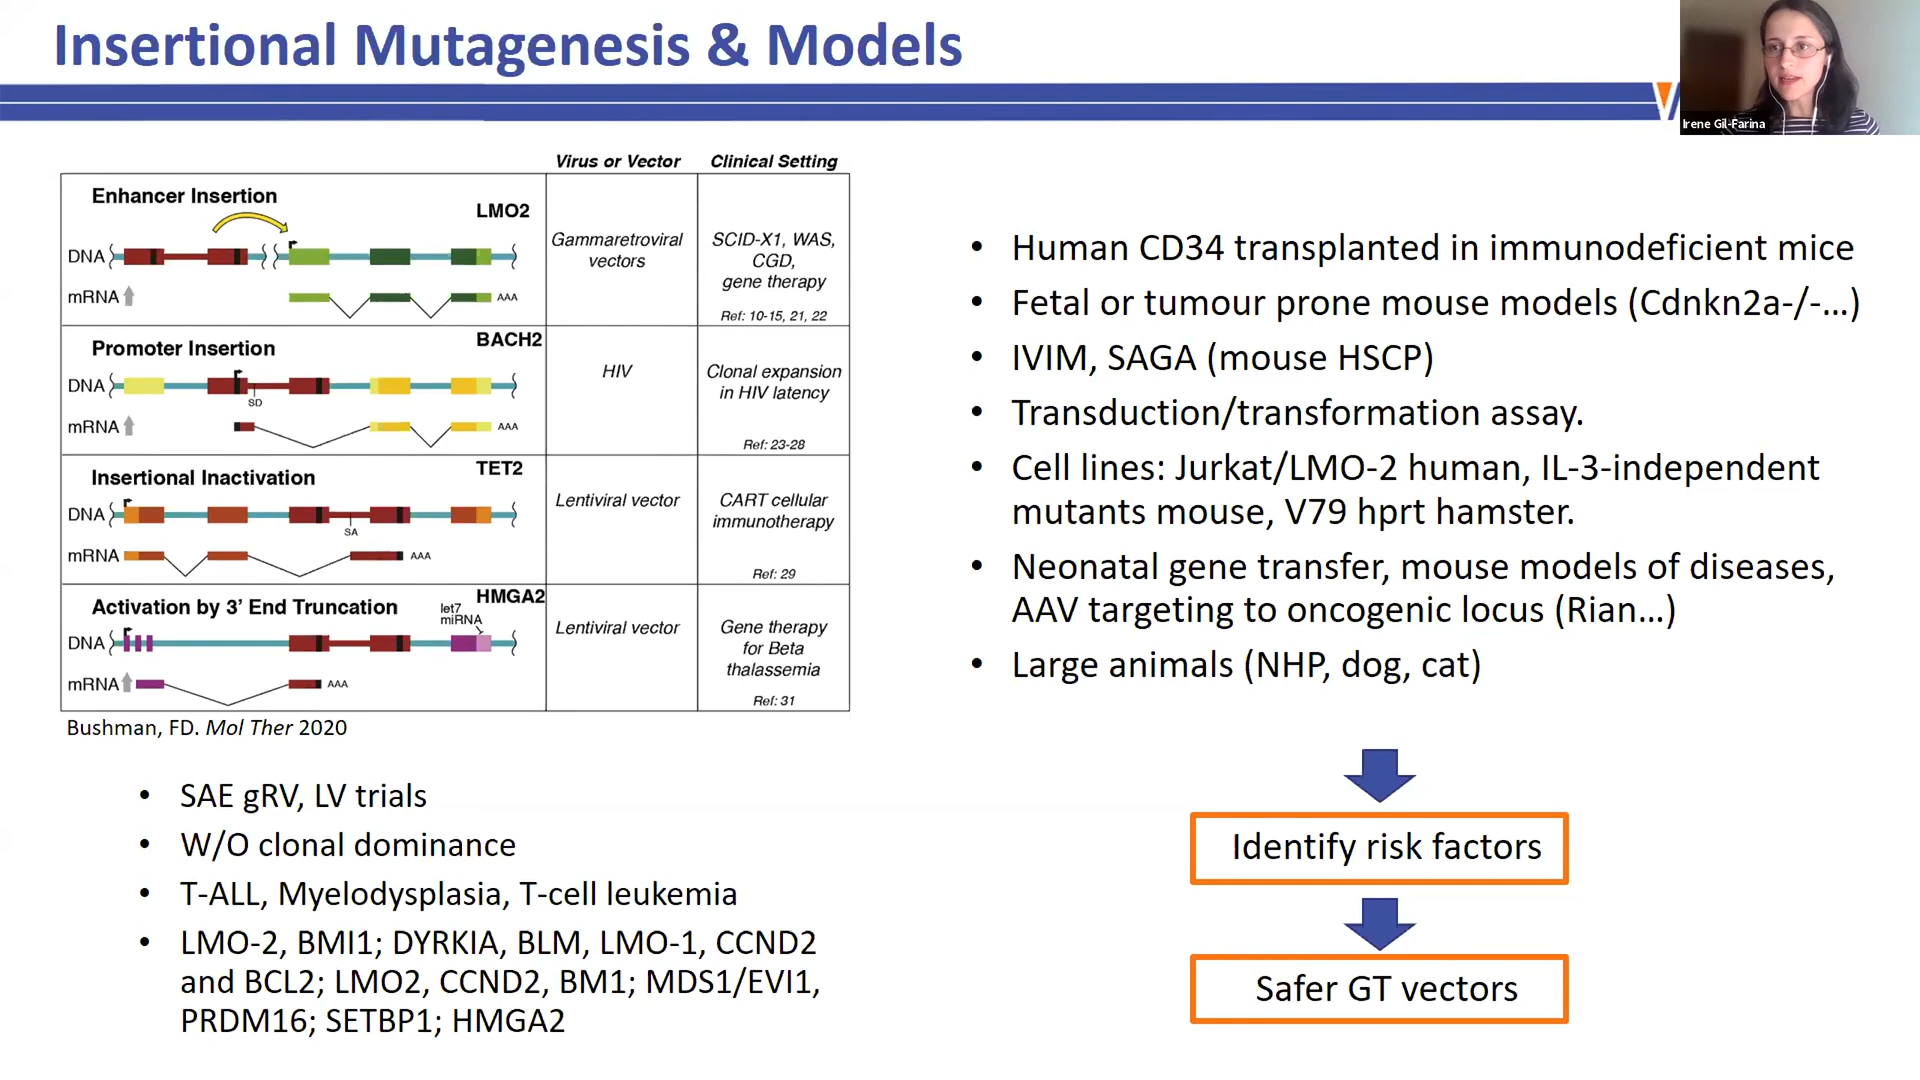 Insertional Mutagenesis & Models
Irene Gil-Farina
Virus or Vector
Clinical Setting
Enhancer Insertion
LMO2
DNA
mRNA
AAA
Gammaretroviral
vectors
SCID-X1, WAS,
CGD,
gene therapy
Ref: 10-15, 21, 22
Promoter Insertion
BACH2
DNA
SD
mRNA
AAA
HIV
Clonal expansion
in HIV latency
Ref: 23-28
Insertional Inactivation
TET2
DNA
SA
mRNA
AAA
Lentiviral vector
CART cellular
immunotherapy
Ref: 29
Activation by 3' End Truncation
HMGA2
let7
miRNA
DNA
mRNA
AAA
Lentiviral vector
Gene therapy
for Beta
thalassemia
Ref: 31
Bushman, FD. Mol Ther 2020
• SAE gRV, LV trials
• W/O clonal dominance
• T-ALL, Myelodysplasia, T-cell leukemia
• LMO-2, BMI1; DYRKIA, BLM, LMO-1, CCND2
and BCL2; LMO2, CCND2, BM1; MDS1/EVI1,
PRDM16; SETBP1; HMGA2
• Human CD34 transplanted in immunodeficient mice
• Fetal or tumour prone mouse models (Cdnkn2a-/-...)
• IVIM, SAGA (mouse HSCP)
• Transduction/transformation assay.
• Cell lines: Jurkat/LMO-2 human, IL-3-independent
mutants mouse, V79 hprt hamster.
• Neonatal gene transfer, mouse models of diseases,
AAV targeting to oncogenic locus (Rian...)
• Large animals (NHP, dog, cat)
Identify risk factors
Safer GT vectors